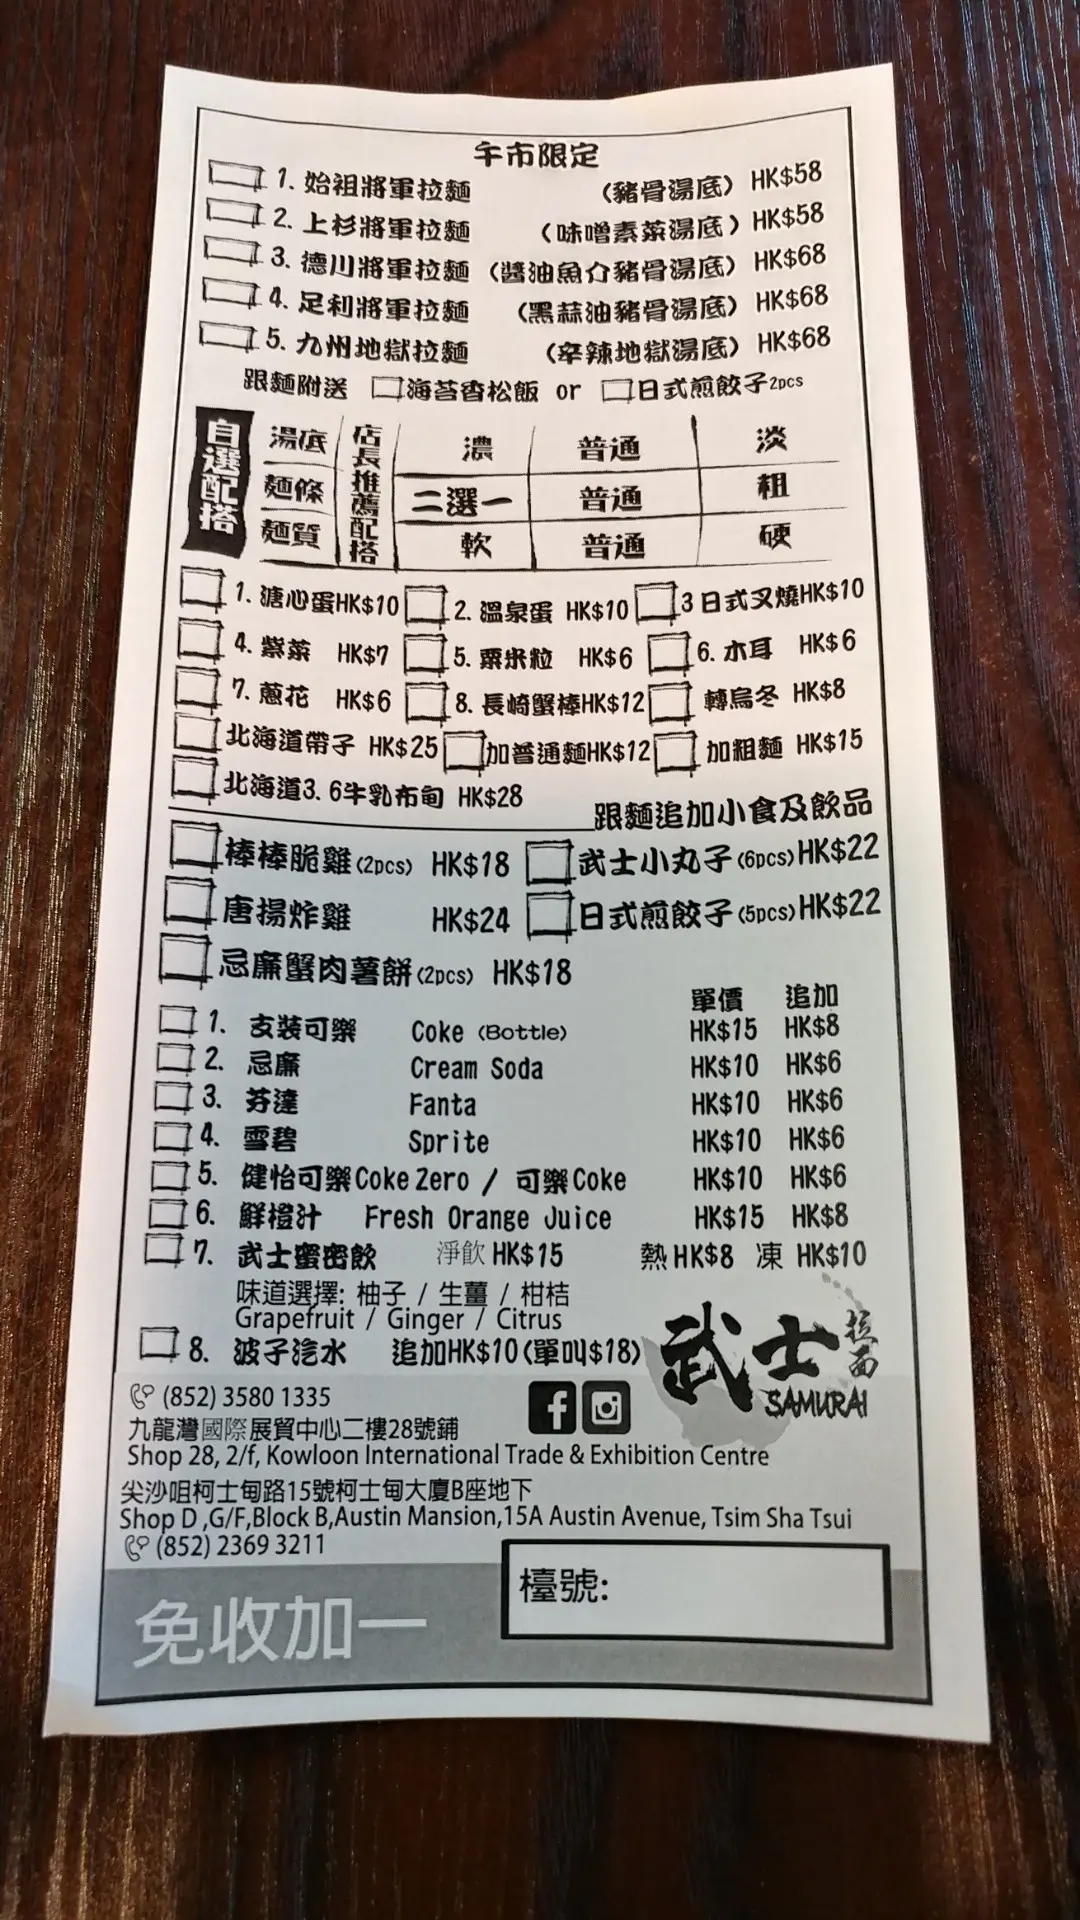 午市限定
1. 始祖將軍拉麵 (豬骨湯底) HK$58
2. 上杉將軍拉麵 (味噌素菜湯底) HK$58
3. 德川將軍拉麵 (醬油魚介豬骨湯底) HK$68
4. 足利將軍拉麵 (黑蒜油豬骨湯底) HK$68
5. 九州地獄拉麵 (辛辣地獄湯底) HK$68
跟麵附送 海苔香松飯 or 日式煎餃子2pcs
自選配搭
店長推薦配搭
湯底 濃 普通 淡
麵條 二選一 普通 粗
麵質 軟 普通 硬
1. 溏心蛋HK$10 2. 溫泉蛋 HK$10 3 日式叉燒HK$10
4. 紫菜 HK$7 5. 粟米粒 HK$6 6. 木耳 HK$6
7. 蔥花 HK$6 8. 長崎蟹棒HK$12 轉烏冬 HK$8
北海道帶子 HK$25 加普通麵HK$12 加粗麵 HK$15
北海道3.6牛乳布甸 HK$28
跟麵追加小食及飲品
棒棒脆雞(2pcs) HK$18 武士小丸子(6pcs)HK$22
唐揚炸雞 HK$24 日式煎餃子(5pcs)HK$22
忌廉蟹肉薯餅(2pcs) HK$18
單價 追加
1. 支裝可樂 Coke (Bottle) HK$15 HK$8
2. 忌廉 Cream Soda HK$10 HK$6
3. 芬達 Fanta HK$10 HK$6
4. 雪碧 Sprite HK$10 HK$6
5. 健怡可樂Coke Zero / 可樂Coke HK$10 HK$6
6. 鮮橙汁 Fresh Orange Juice HK$15 HK$8
7. 武士蜜密飲 淨飲 HK$15 熱 HK$8 凍 HK$10
味道選擇: 柚子 / 生薑 / 柑桔
Grapefruit / Ginger / Citrus
8. 波子汽水 追加HK$10(單叫$18)
武士拉面
SAMURAI
(852) 3580 1335
九龍灣國際展貿中心二樓28號鋪
Shop 28, 2/f, Kowloon International Trade & Exhibition Centre
尖沙咀柯士甸路15號柯士甸大廈B座地下
Shop D ,G/F,Block B,Austin Mansion,15A Austin Avenue, Tsim Sha Tsui
(852) 2369 3211
檯號:
免收加一